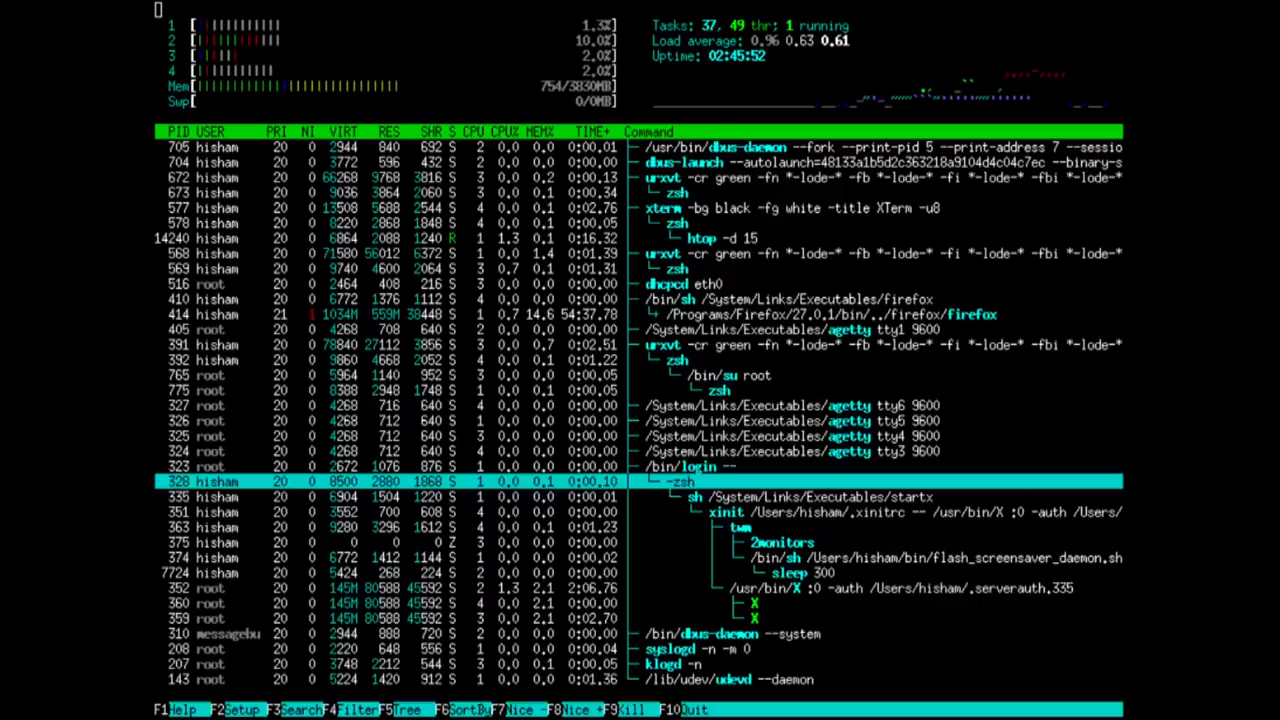 1 [||||||||||| 1.3%] Tasks: 37, 49 thr; 1 running
2 [||||||||||| 10.0%] Load average: 0.96 0.63 0.61
3 [||||| 2.0%] Uptime: 02:45:52
4 [|||||||||| 2.0%]
Mem[||||||||||||||||||||||||||||| 754/3830MB]
Swp[ 0/0MB]
PID USER PRI NI VIRT RES SHR S CPU CPU% MEM% TIME+ Command
705 hisham 20 0 2944 840 692 S 2 0.0 0.0 0:00.01 /usr/bin/dbus-daemon --fork --print-pid 5 --print-address 7 --sessio
704 hisham 20 0 3772 596 432 S 2 0.0 0.0 0:00.00 dbus-launch --autolaunch=48133a1b5d2c363218a9104d4c04c7ec --binary-s
672 hisham 20 0 66268 9768 3816 S 3 0.0 0.2 0:00.13 urxvt -cr green -fn *-lode-* -fb *-lode-* -fi *-lode-* -fbi *-lode-*
673 hisham 20 0 9036 3864 2060 S 3 0.0 0.1 0:00.34 zsh
577 hisham 20 0 13508 5688 2544 S 4 0.0 0.1 0:02.76 xterm -bg black -fg white -title XTerm -u8
578 hisham 20 0 8220 2868 1848 S 4 0.0 0.1 0:00.05 zsh
14240 hisham 20 0 6864 2088 1240 R 1 1.3 0.1 0:16.32 htop -d 15
568 hisham 20 0 71580 56012 6372 S 1 0.0 1.4 0:01.39 urxvt -cr green -fn *-lode-* -fb *-lode-* -fi *-lode-* -fbi *-lode-*
569 hisham 20 0 9740 4600 2064 S 3 0.7 0.1 0:01.31 zsh
516 root 20 0 2464 408 216 S 3 0.0 0.0 0:00.00 dhcpcd eth0
410 hisham 20 0 6772 1376 1112 S 4 0.0 0.0 0:00.00 /bin/sh /System/Links/Executables/firefox
414 hisham 21 1 1034M 559M 38448 S 1 0.7 14.6 54:37.78 /Programs/Firefox/27.0.1/bin/../firefox/firefox
405 root 20 0 4268 708 640 S 2 0.0 0.0 0:00.00 /System/Links/Executables/agetty tty1 9600
391 hisham 20 0 78840 27112 3856 S 3 0.0 0.7 0:02.51 urxvt -cr green -fn *-lode-* -fb *-lode-* -fi *-lode-* -fbi *-lode-*
392 hisham 20 0 9860 4668 2052 S 4 0.0 0.1 0:01.22 zsh
765 root 20 0 5964 1140 952 S 3 0.0 0.0 0:00.05 /bin/su root
775 root 20 0 8388 2948 1748 S 1 0.0 0.1 0:00.05 zsh
327 root 20 0 4268 716 640 S 4 0.0 0.0 0:00.00 /System/Links/Executables/agetty tty6 9600
326 root 20 0 4268 712 640 S 1 0.0 0.0 0:00.00 /System/Links/Executables/agetty tty5 9600
325 root 20 0 4268 712 640 S 3 0.0 0.0 0:00.00 /System/Links/Executables/agetty tty4 9600
324 root 20 0 4268 712 640 S 4 0.0 0.0 0:00.00 /System/Links/Executables/agetty tty3 9600
323 root 20 0 2672 1076 876 S 1 0.0 0.0 0:00.00 /bin/login --
328 hisham 20 0 8500 2880 1868 S 1 0.0 0.1 0:00.10 -zsh
335 hisham 20 0 6904 1504 1220 S 1 0.0 0.0 0:00.01 sh /System/Links/Executables/startx
351 hisham 20 0 3552 700 608 S 4 0.0 0.0 0:00.00 xinit /Users/hisham/.xinitrc -- /usr/bin/X :0 -auth /Users/
363 hisham 20 0 9280 3296 1612 S 4 0.0 0.1 0:01.23 twm
375 hisham 20 0 0 0 0 Z 3 0.0 0.0 0:00.00 2monitors
374 hisham 20 0 6772 1412 1144 S 1 0.0 0.0 0:00.02 /bin/sh /Users/hisham/bin/flash_screensaver_daemon.sh
7724 hisham 20 0 5424 268 224 S 2 0.0 0.0 0:00.00 sleep 300
352 root 20 0 145M 80588 45592 S 2 1.3 2.1 2:06.76 /usr/bin/X :0 -auth /Users/hisham/.serverauth.335
360 root 20 0 145M 80588 45592 S 4 0.0 2.1 0:00.00 X
359 root 20 0 145M 80588 45592 S 3 0.0 2.1 0:02.70 X
310 messagebu 20 0 2944 888 720 S 2 0.0 0.0 0:00.00 /bin/dbus-daemon --system
208 root 20 0 2220 648 556 S 1 0.0 0.0 0:00.04 syslogd -n -m 0
207 root 20 0 3748 2212 544 S 3 0.0 0.1 0:00.05 klogd -n
143 root 20 0 5224 1420 912 S 1 0.0 0.0 0:01.36 /lib/udev/udevd --daemon
F1Help F2Setup F3SearchF4FilterF5Tree F6SortByF7Nice -F8Nice +F9Kill F10Quit